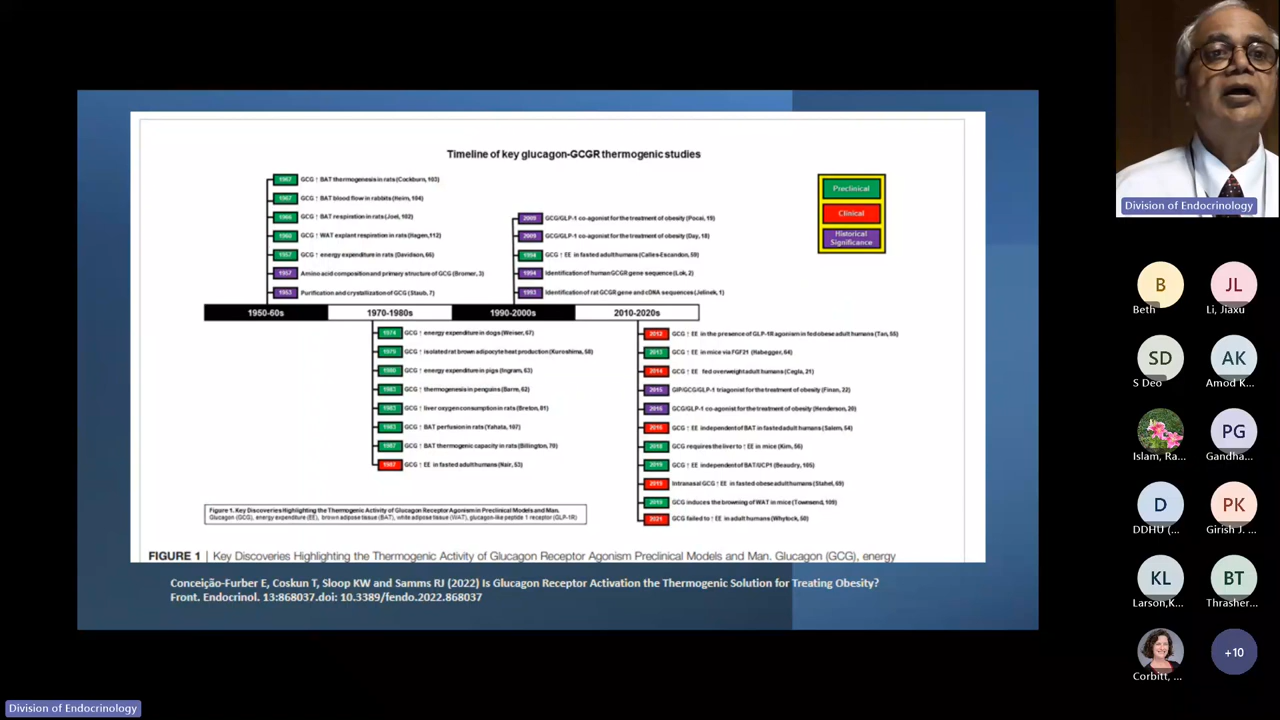 Timeline of key glucagon-GCGR thermogenic studies
Preclinical
Clinical
Historical
Significance
1967 GCG ↑ BAT thermogenesis in rats (Cockburn, 103)
1967 GCG ↑ BAT blood flow in rabbits (Heim, 104)
1966 GCG ↑ BAT respiration in rats (Joel, 102)
1960 GCG ↑ WAT explant respiration in rats (Hagen, 112)
1957 GCG ↑ energy expenditure in rats (Davidson, 66)
1957 Amino acid composition and primary structure of GCG (Bromer, 3)
1953 Purification and crystallization of GCG (Staub, 7)
2009 GCG/GLP-1 co-agonist for the treatment of obesity (Pocai, 19)
2009 GCG/GLP-1 co-agonist for the treatment of obesity (Day, 18)
1994 GCG ↑ EE in fasted adult humans (Calles-Escandon, 59)
1994 Identification of human GCGR gene sequence (Lok, 2)
1993 Identification of rat GCGR gene and cDNA sequences (Jelinek, 1)
1950-60s
1970-1980s
1990-2000s
2010-2020s
1974 GCG ↑ energy expenditure in dogs (Weiser, 67)
GCG ↑ isolated rat brown adipocyte heat production (Kuroshima, 58)
1980 GCG ↑ energy expenditure in pigs (Ingram, 63)
1983 GCG ↑ thermogenesis in penguins (Barre, 62)
1983 GCG ↑ liver oxygen consumption in rats (Breton, 81)
1983 GCG ↑ BAT perfusion in rats (Yahata, 107)
1987 GCG ↑ BAT thermogenic capacity in rats (Billington, 70)
1987 GCG ↑ EE in fasted adult humans (Nair, 53)
2012 GCG ↑ EE in the presence of GLP-1R agonism in fed obese adult humans (Tan, 55)
2013 GCG ↑ EE in mice via FGF21 (Habegger, 64)
2014 GCG ↑ EE fed overweight adult humans (Cegla, 21)
2015 GIP/GCG/GLP-1 triagonist for the treatment of obesity (Finan, 22)
2016 GCG/GLP-1 co-agonist for the treatment of obesity (Henderson, 20)
2016 GCG ↑ EE independent of BAT in fasted adult humans (Salem, 54)
2018 GCG requires the liver to ↑ EE in mice (Kim, 56)
2019 GCG ↑ EE independent of BAT/UCP1 (Beaudry, 105)
2019 Intranasal GCG ↑ EE in fasted obese adult humans (Stahel, 69)
2019 GCG induces the browning of WAT in mice (Townsend, 109)
2021 GCG failed to ↑ EE in adult humans (Whytock, 50)
Figure 1. Key Discoveries Highlighting the Thermogenic Activity of Glucagon Receptor Agonism in Preclinical Models and Man.
Glucagon (GCG), energy expenditure (EE), brown adipose tissue (BAT), white adipose tissue (WAT), glucagon-like peptide 1 receptor (GLP-1R)
FIGURE 1 | Key Discoveries Highlighting the Thermogenic Activity of Glucagon Receptor Agonism Preclinical Models and Man. Glucagon (GCG), energy
Conceição-Furber E, Coskun T, Sloop KW and Samms RJ (2022) Is Glucagon Receptor Activation the Thermogenic Solution for Treating Obesity?
Front. Endocrinol. 13:868037.doi: 10.3389/fendo.2022.868037
Division of Endocrinology
B
Beth
JL
Li, Jiaxu
SD
S Deo
AK
Amod K...
Islam, Ra...
PG
Gandha...
D
DDHU (...
PK
Girish J. ...
KL
Larson,K...
BT
Thrasher...
Corbitt, ...
+10
Division of Endocrinology